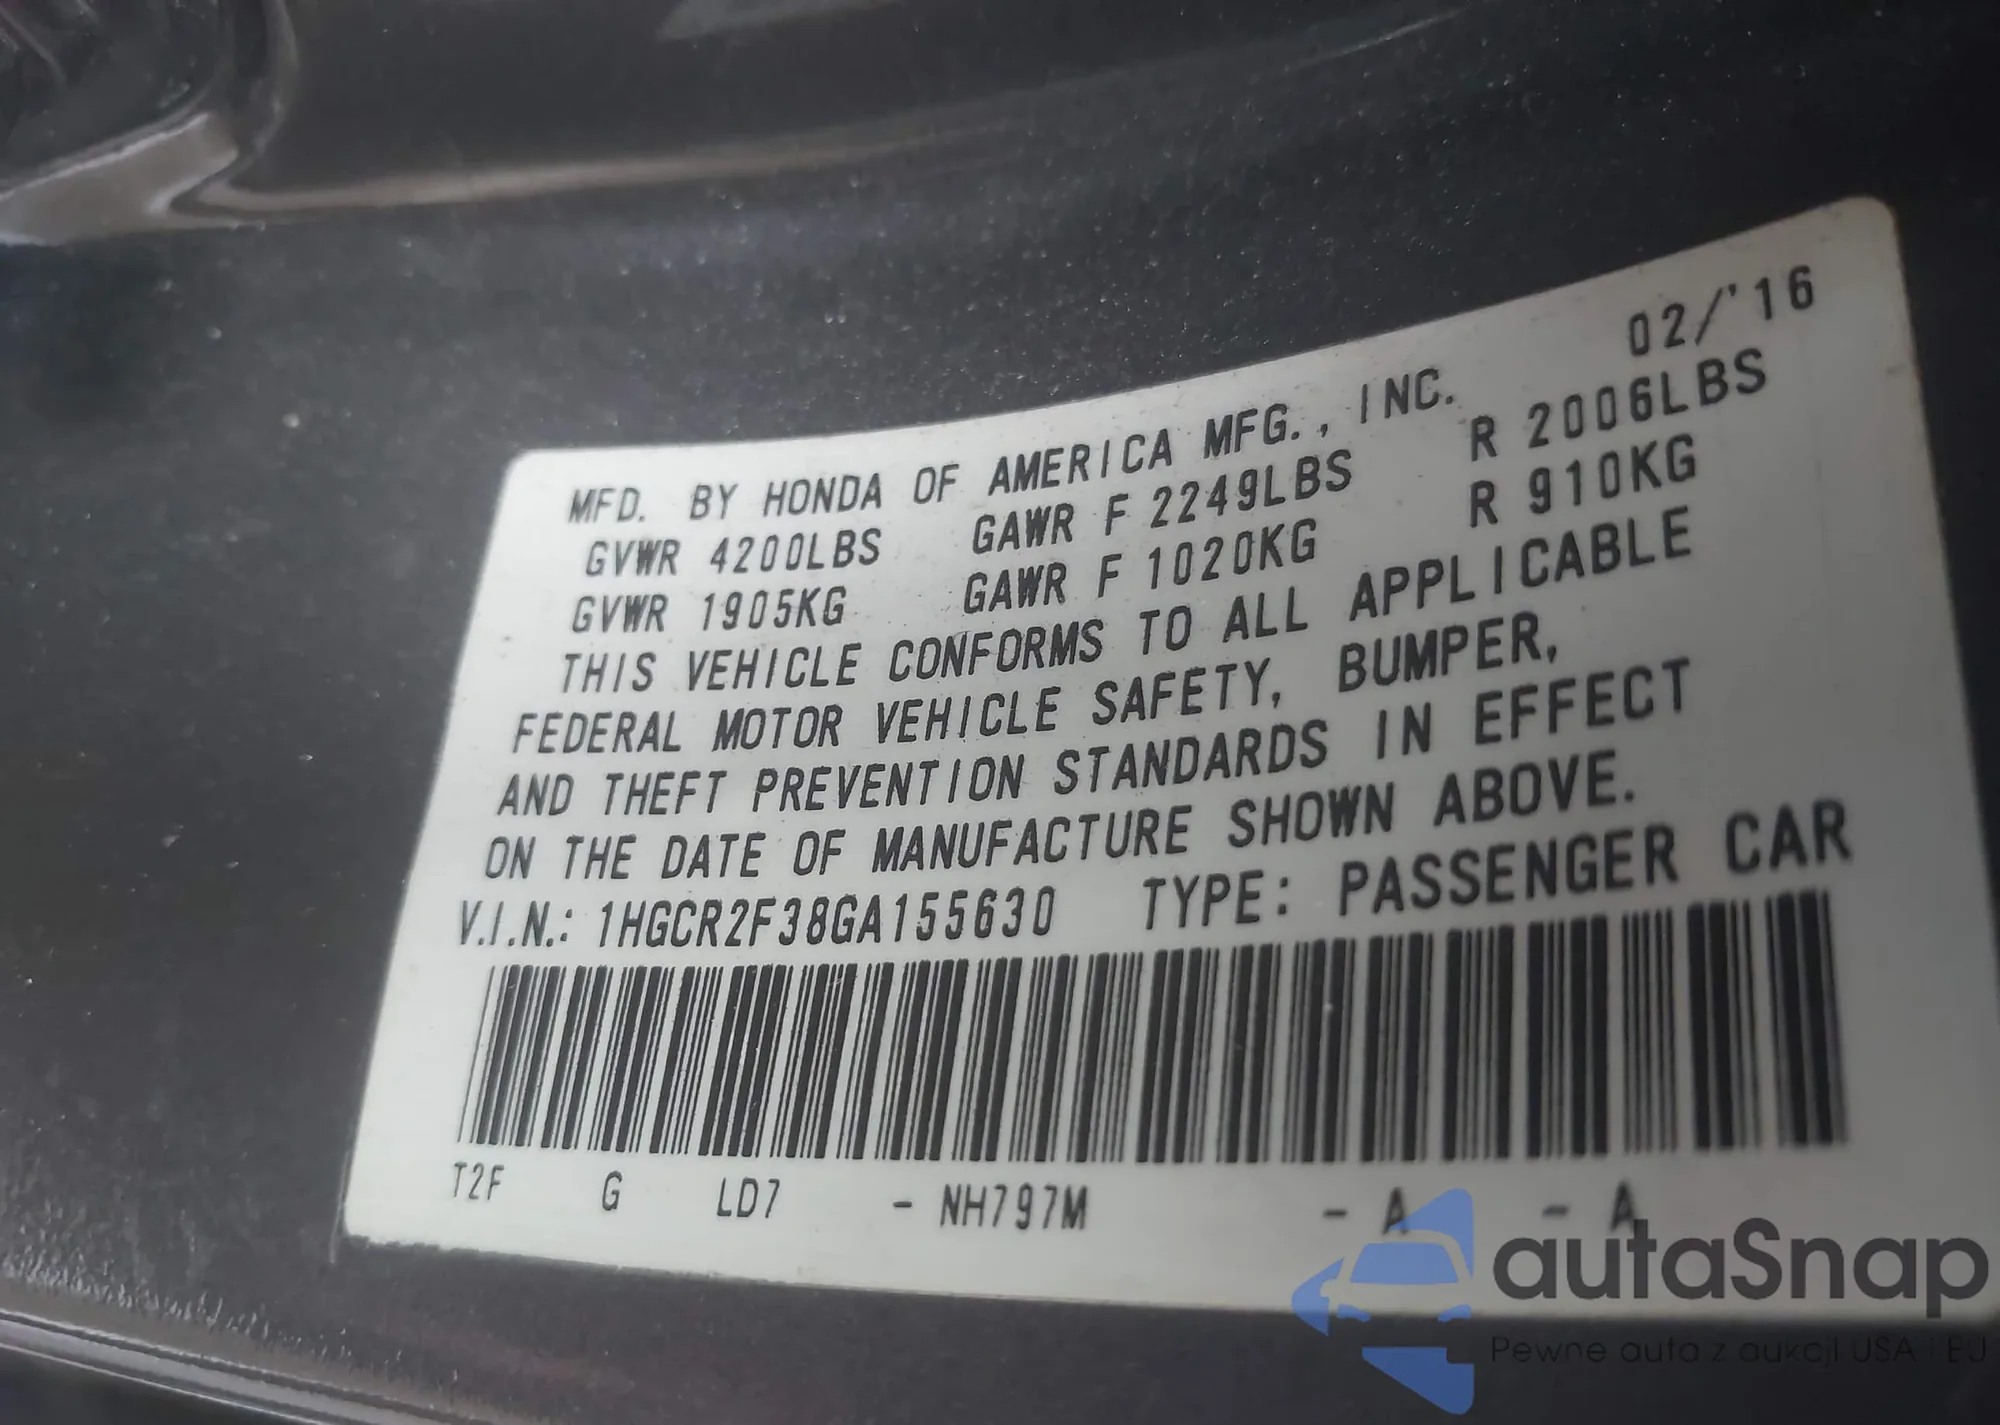 02/'16
MFD. BY HONDA OF AMERICA MFG., INC.
GVWR 4200LBS GAWR F 2249LBS R 2006LBS
GVWR 1905KG GAWR F 1020KG R 910KG
THIS VEHICLE CONFORMS TO ALL APPLICABLE
FEDERAL MOTOR VEHICLE SAFETY, BUMPER,
AND THEFT PREVENTION STANDARDS IN EFFECT
ON THE DATE OF MANUFACTURE SHOWN ABOVE.
V.I.N.: 1HGCR2F38GA155630 TYPE: PASSENGER CAR
T2F G LD7 - NH797M - A - A
autaSnap
Pewne auta z aukcji USA i EU